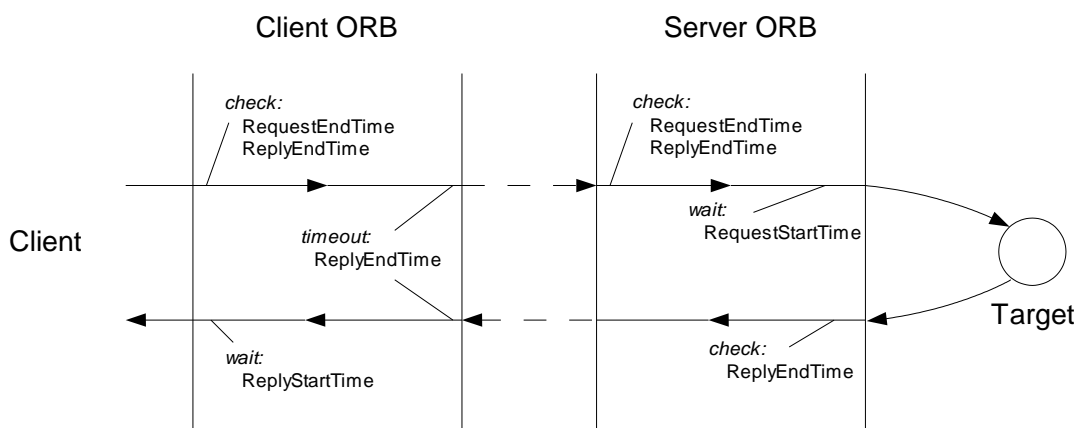 Client ORB
Server ORB
check:
RequestEndTime
ReplyEndTime
check:
RequestEndTime
ReplyEndTime
wait:
RequestStartTime
timeout:
ReplyEndTime
Client
Target
wait:
ReplyStartTime
check:
ReplyEndTime